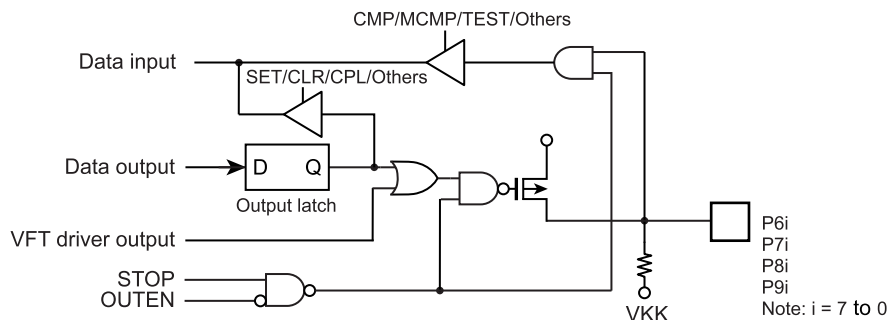 CMP/MCMP/TEST/Others
Data input
SET/CLR/CPL/Others
Data output
D Q
Output latch
VFT driver output
STOP
OUTEN
P6i
P7i
P8i
P9i
VKK
Note: i = 7 to 0